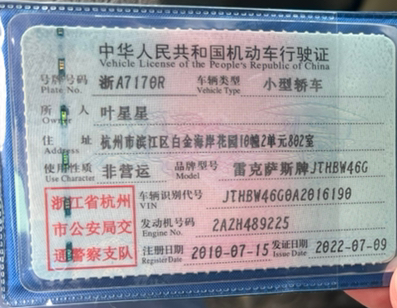 中华人民共和国机动车行驶证
Vehicle License of the People's Republic of China
号牌号码 浙A7170R 车辆类型 小型轿车
Plate No. Vehicle Type
所有人 叶星星
Owner
住址 杭州市滨江区白金海岸花园10幢2单元802室
Address
使用性质 非营运 品牌型号 雷克萨斯牌JTHBW46G
Use Character Model
浙江省杭州
市公安局交
通警察支队
车辆识别代号 JTHBW46G0A2016190
VIN
发动机号码 2AZH489225
Engine No.
注册日期 2010-07-15 发证日期 2022-07-09
Register Date Issue Date